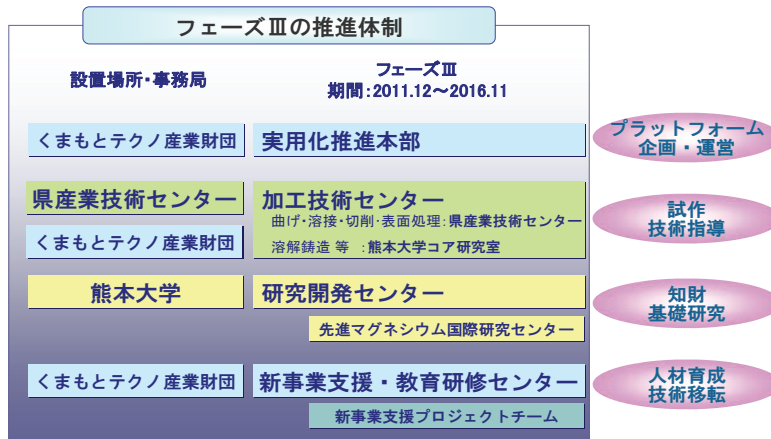 フェーズⅢの推進体制
設置場所・事務局
フェーズⅢ
期間：2011.12～2016.11
くまもとテクノ産業財団
実用化推進本部
プラットフォーム
企画・運営
県産業技術センター
くまもとテクノ産業財団
加工技術センター
曲げ・溶接・切削・表面処理：県産業技術センター
溶解鋳造 等 ：熊本大学コア研究室
試作
技術指導
熊本大学
研究開発センター
先進マグネシウム国際研究センター
知財
基礎研究
くまもとテクノ産業財団
新事業支援・教育研修センター
新事業支援プロジェクトチーム
人材育成
技術移転